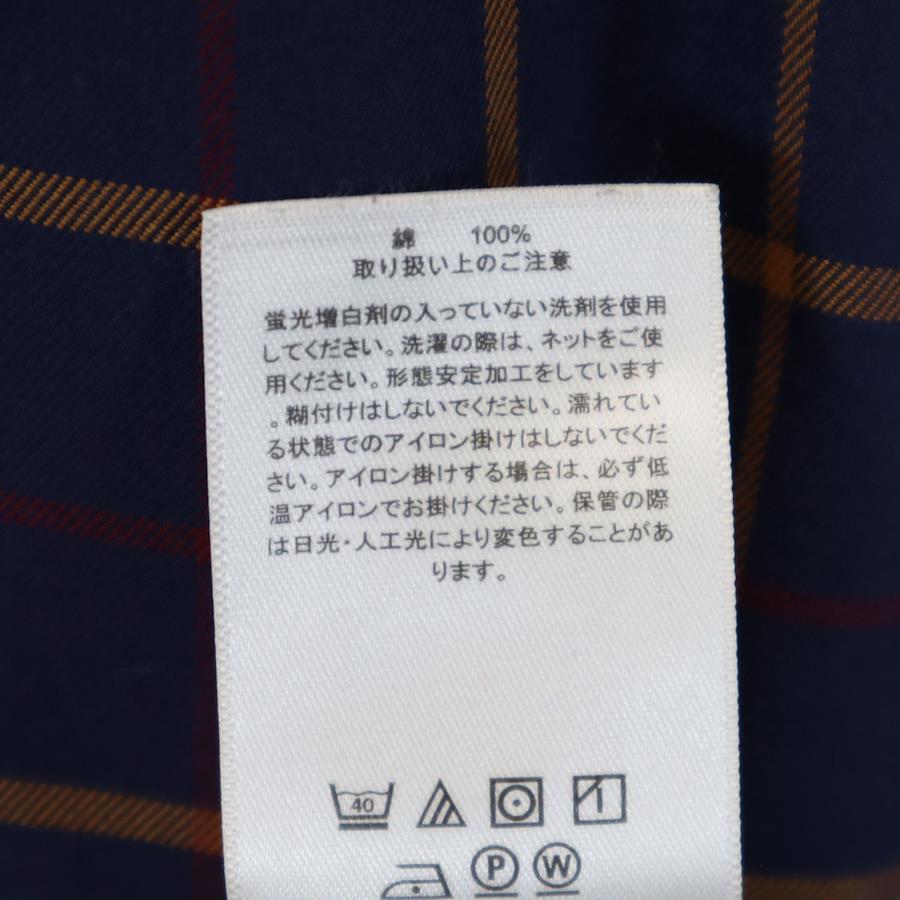 綿 100%
取り扱い上のご注意
蛍光増白剤の入っていない洗剤を使用
してください。洗濯の際は、ネットをご使
用ください。形態安定加工をしています
。糊付けはしないでください。濡れてい
る状態でのアイロン掛けはしないでくだ
さい。アイロン掛けする場合は、必ず低
温アイロンでお掛けください。保管の際
は日光・人工光により変色することがあ
ります。
40
P W